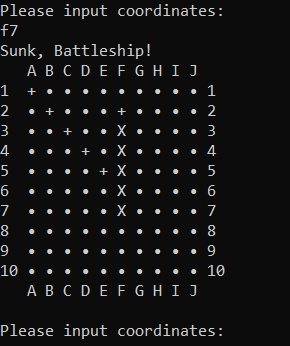 Please input coordinates:
f7
Sunk, Battleship!
   A B C D E F G H I J
1  + • • • • • • • • • 1
2  • + • • • + • • • • 2
3  • • + • • X • • • • 3
4  • • • + • X • • • • 4
5  • • • • + X • • • • 5
6  • • • • • X • • • • 6
7  • • • • • X • • • • 7
8  • • • • • • • • • • 8
9  • • • • • • • • • • 9
10 • • • • • • • • • • 10
   A B C D E F G H I J
Please input coordinates: